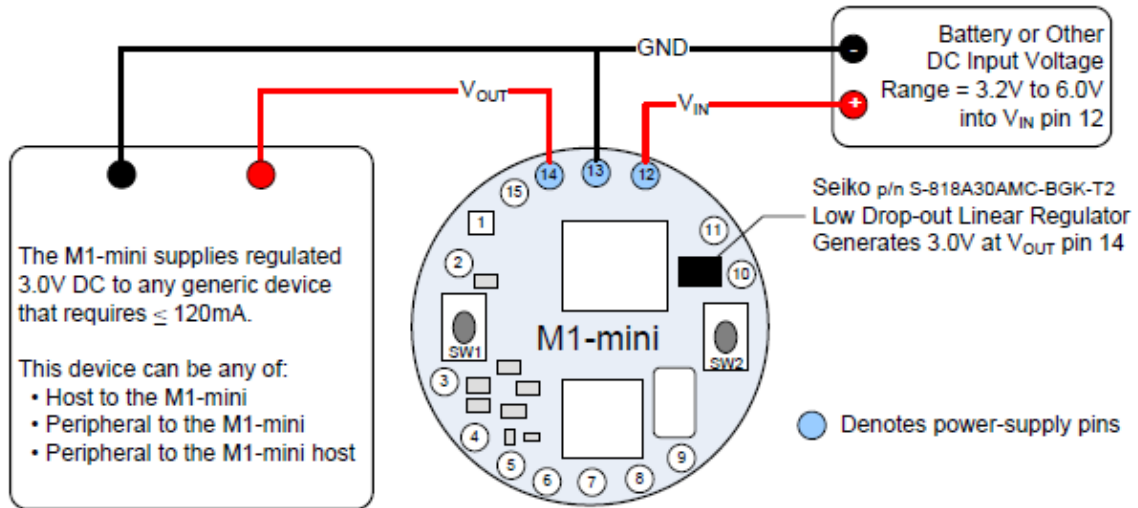 GND
Battery or Other
DC Input Voltage
Range = 3.2V to 6.0V
into VIN pin 12
-
+
VOUT
VIN
14
13
12
15
1
11
2
10
Seiko p/n S-818A30AMC-BGK-T2
Low Drop-out Linear Regulator
Generates 3.0V at VOUT pin 14
The M1-mini supplies regulated
3.0V DC to any generic device
that requires ≤ 120mA.
This device can be any of:
• Host to the M1-mini
• Peripheral to the M1-mini
• Peripheral to the M1-mini host
M1-mini
SW1
SW2
3
4
5
6
7
8
9
Denotes power-supply pins